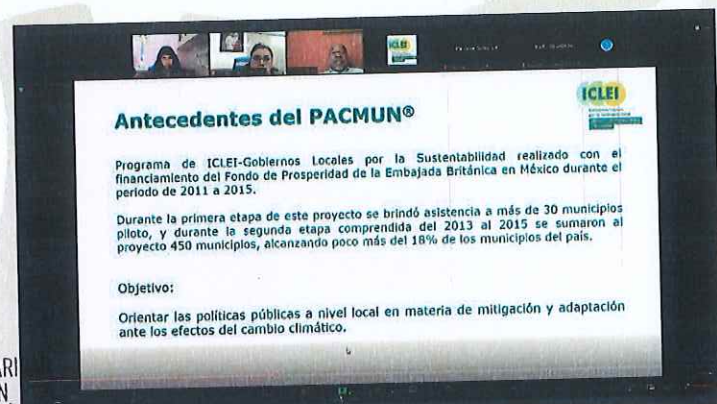 ICLEI
ICLEI
Antecedentes del PACMUN®
Programa de ICLEI-Gobiernos Locales por la Sustentabilidad realizado con el
financiamiento del Fondo de Prosperidad de la Embajada Británica en México durante el
periodo de 2011 a 2015.
Durante la primera etapa de este proyecto se brindó asistencia a más de 30 municipios
piloto, y durante la segunda etapa comprendida del 2013 al 2015 se sumaron al
proyecto 450 municipios, alcanzando poco más del 18% de los municipios del país.
Objetivo:
Orientar las políticas públicas a nivel local en materia de mitigación y adaptación
ante los efectos del cambio climático.
ARI
N